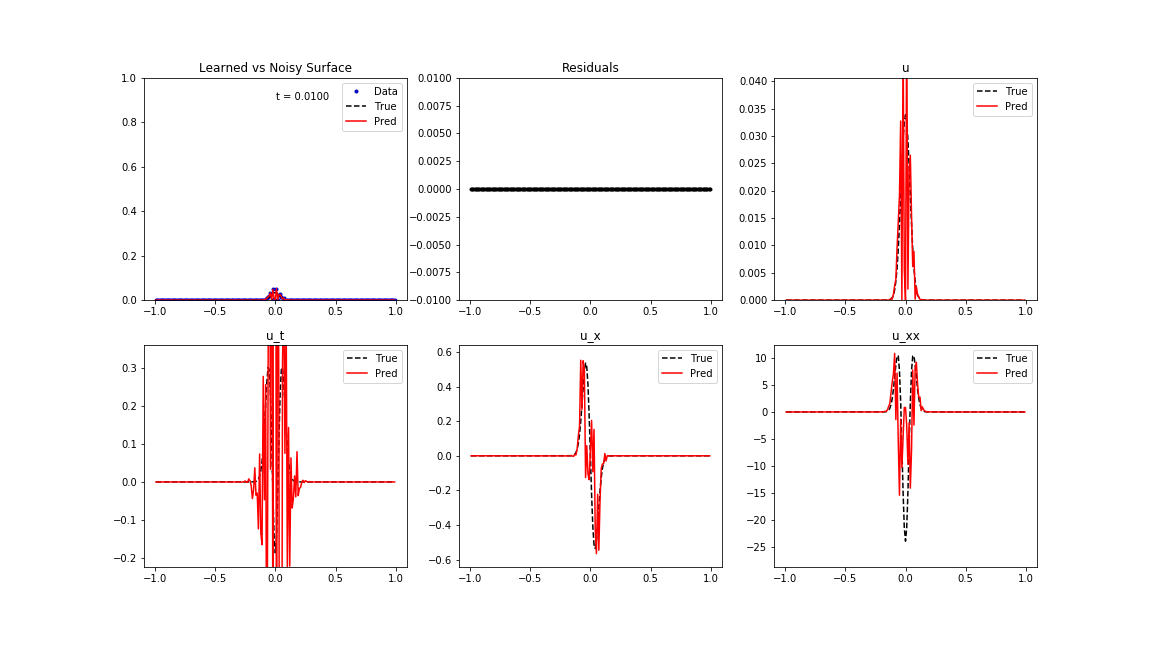 Learned vs Noisy Surface
1.0
0.8
0.6
0.4
0.2
0.0
−1.0 −0.5 0.0 0.5 1.0
t = 0.0100
Data
True
Pred
Residuals
0.0100
0.0075
0.0050
0.0025
0.0000
−0.0025
−0.0050
−0.0075
−0.0100
−1.0 −0.5 0.0 0.5 1.0
u
0.040
0.035
0.030
0.025
0.020
0.015
0.010
0.005
0.000
−1.0 −0.5 0.0 0.5 1.0
True
Pred
u_t
0.3
0.2
0.1
0.0
−0.1
−0.2
−1.0 −0.5 0.0 0.5 1.0
True
Pred
u_x
0.6
0.4
0.2
0.0
−0.2
−0.4
−0.6
−1.0 −0.5 0.0 0.5 1.0
True
Pred
u_xx
10
5
0
−5
−10
−15
−20
−25
−1.0 −0.5 0.0 0.5 1.0
True
Pred